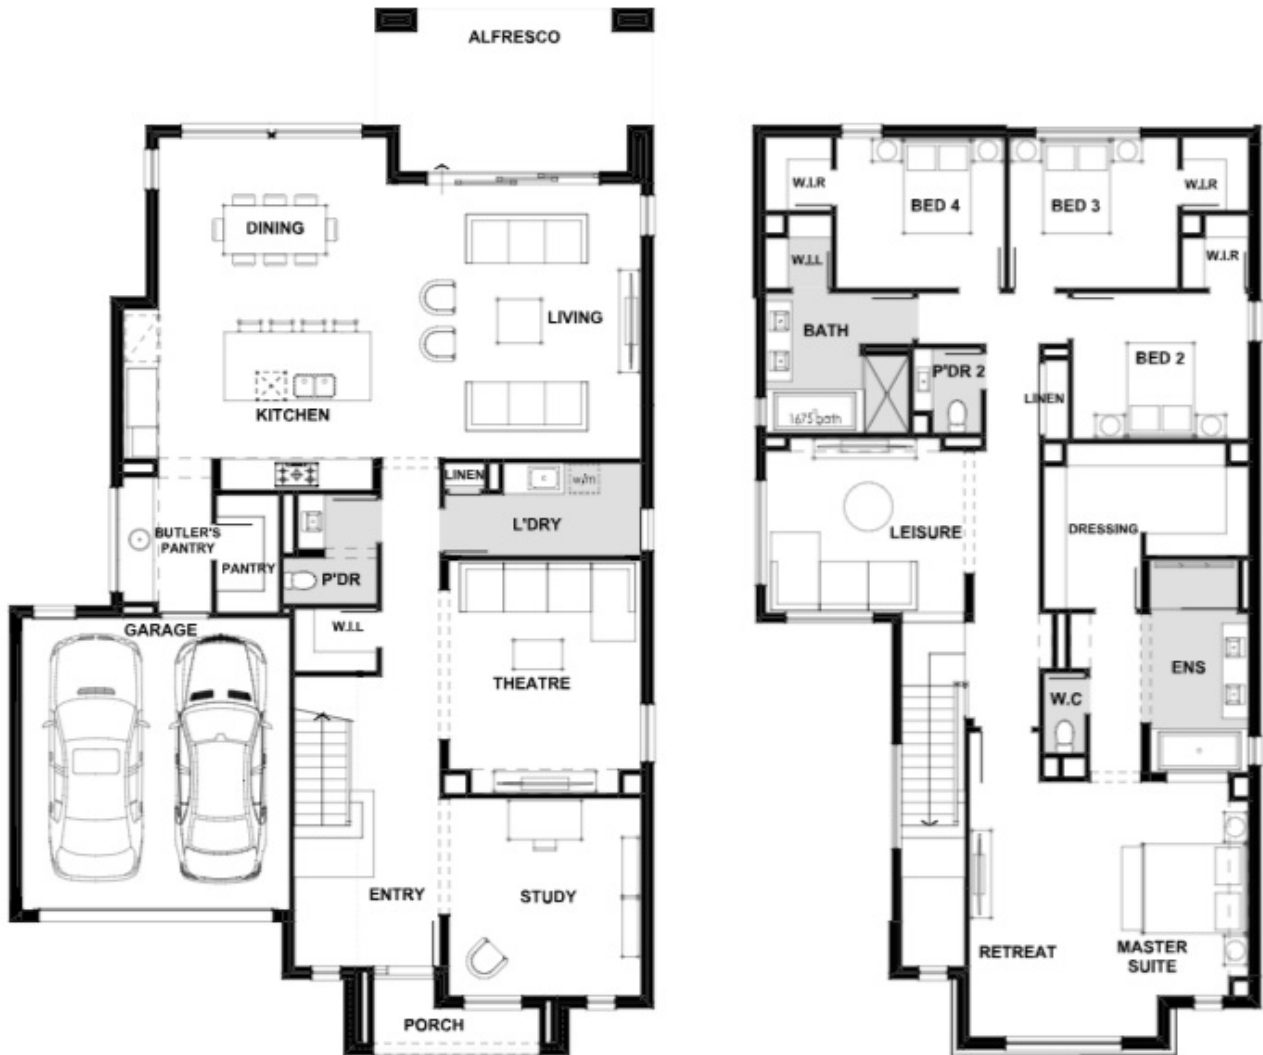 ALFRESCO
DINING
LIVING
KITCHEN
LINEN
w/m
L'DRY
BUTLER'S
PANTRY
PANTRY
P'DR
W.I.L
GARAGE
THEATRE
ENTRY
STUDY
PORCH
W.I.R
BED 4
BED 3
W.I.R
W.I.L
W.I.R
BATH
P'DR 2
BED 2
LINEN
1675 bath
LEISURE
DRESSING
ENS
W.C
RETREAT
MASTER
SUITE